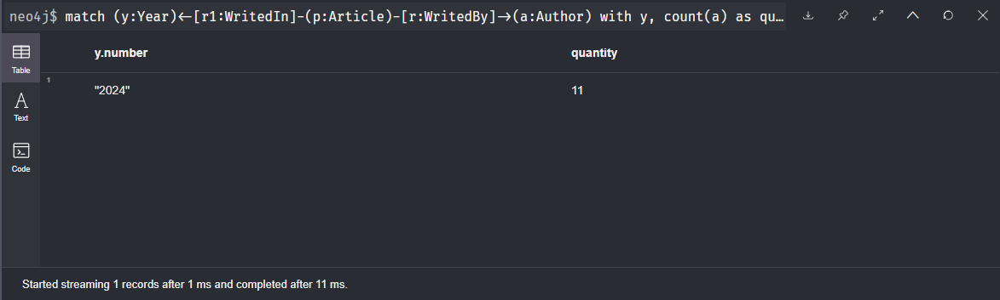 neo4j$ match (y:Year)←[r1:WritedIn]-(p:Article)-[r:WritedBy]→(a:Author) with y, count(a) as qu…
Table
y.number quantity
1 "2024" 11
Text
Code
Started streaming 1 records after 1 ms and completed after 11 ms.